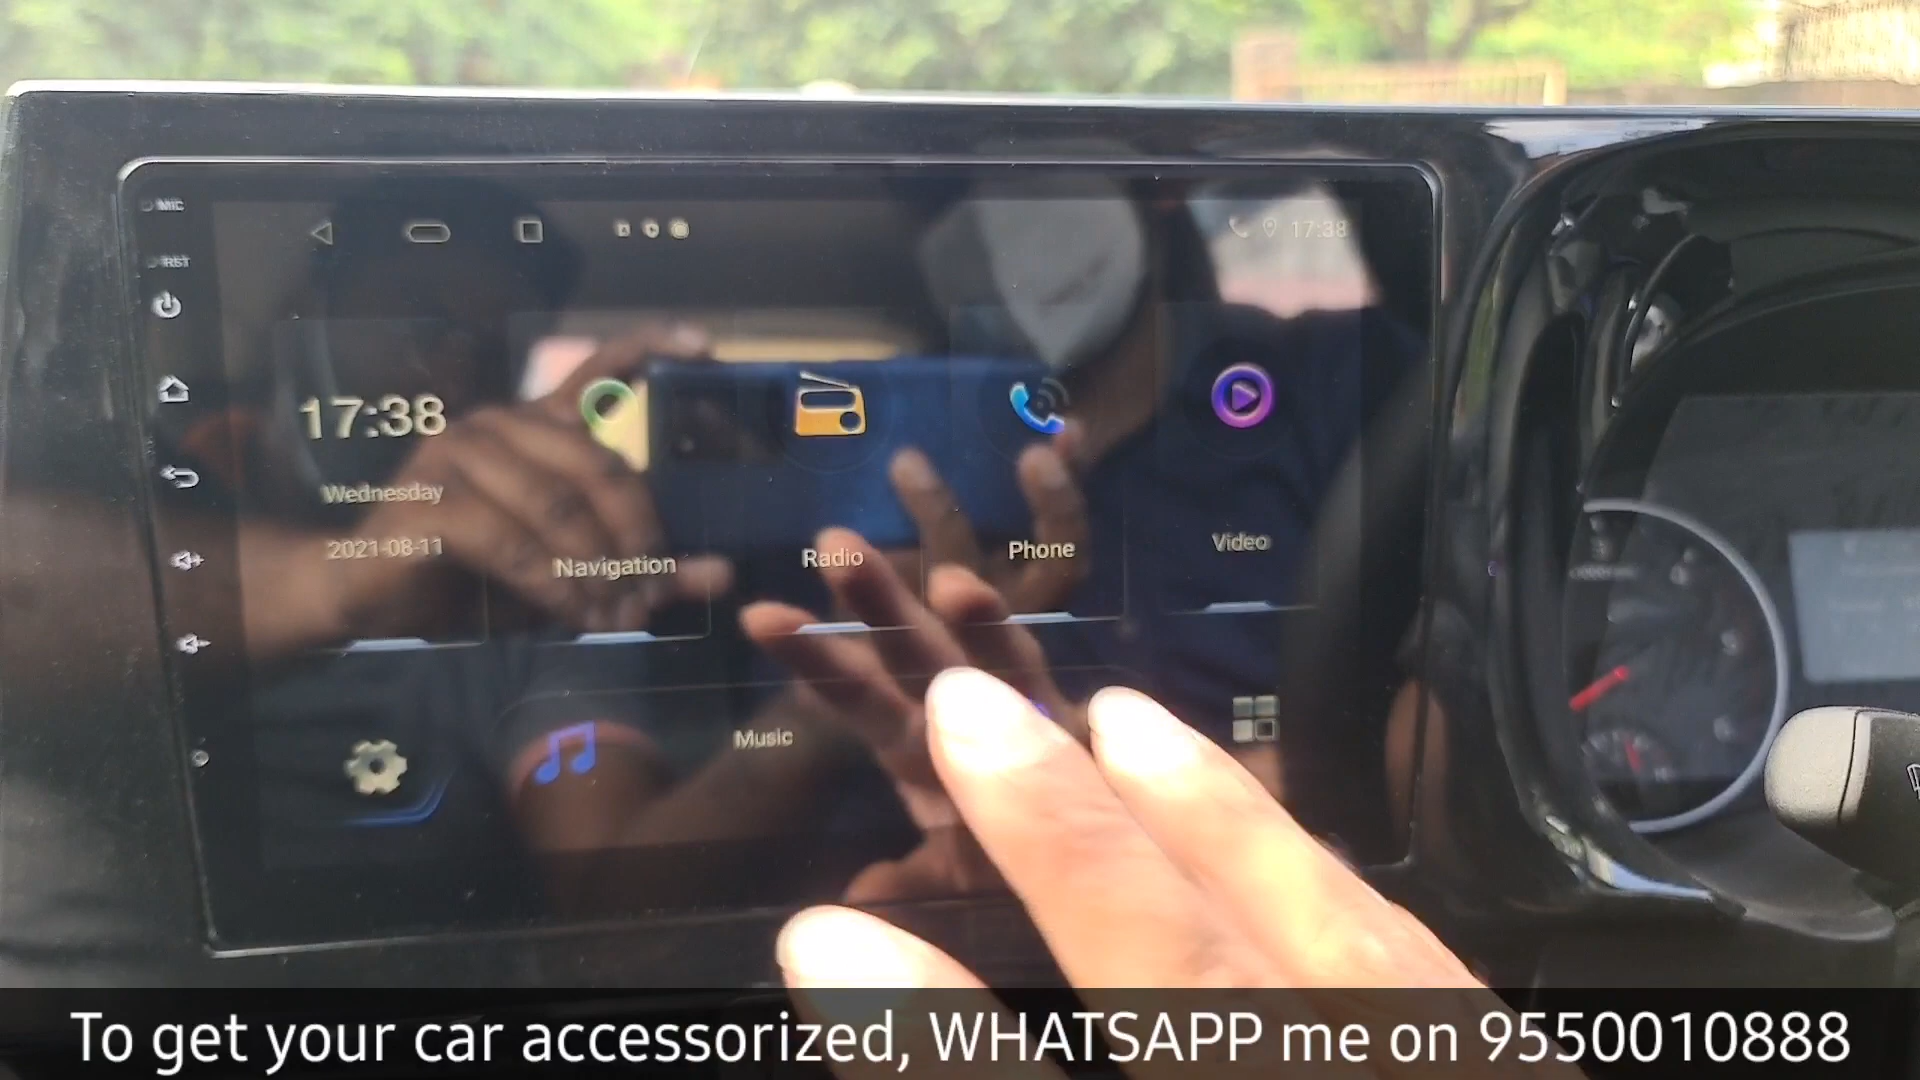 MIC
17:38
RST
17:38
Wednesday
2021-08-11
Navigation
Radio
Phone
Video
Music
To get your car accessorized, WHATSAPP me on 9550010888